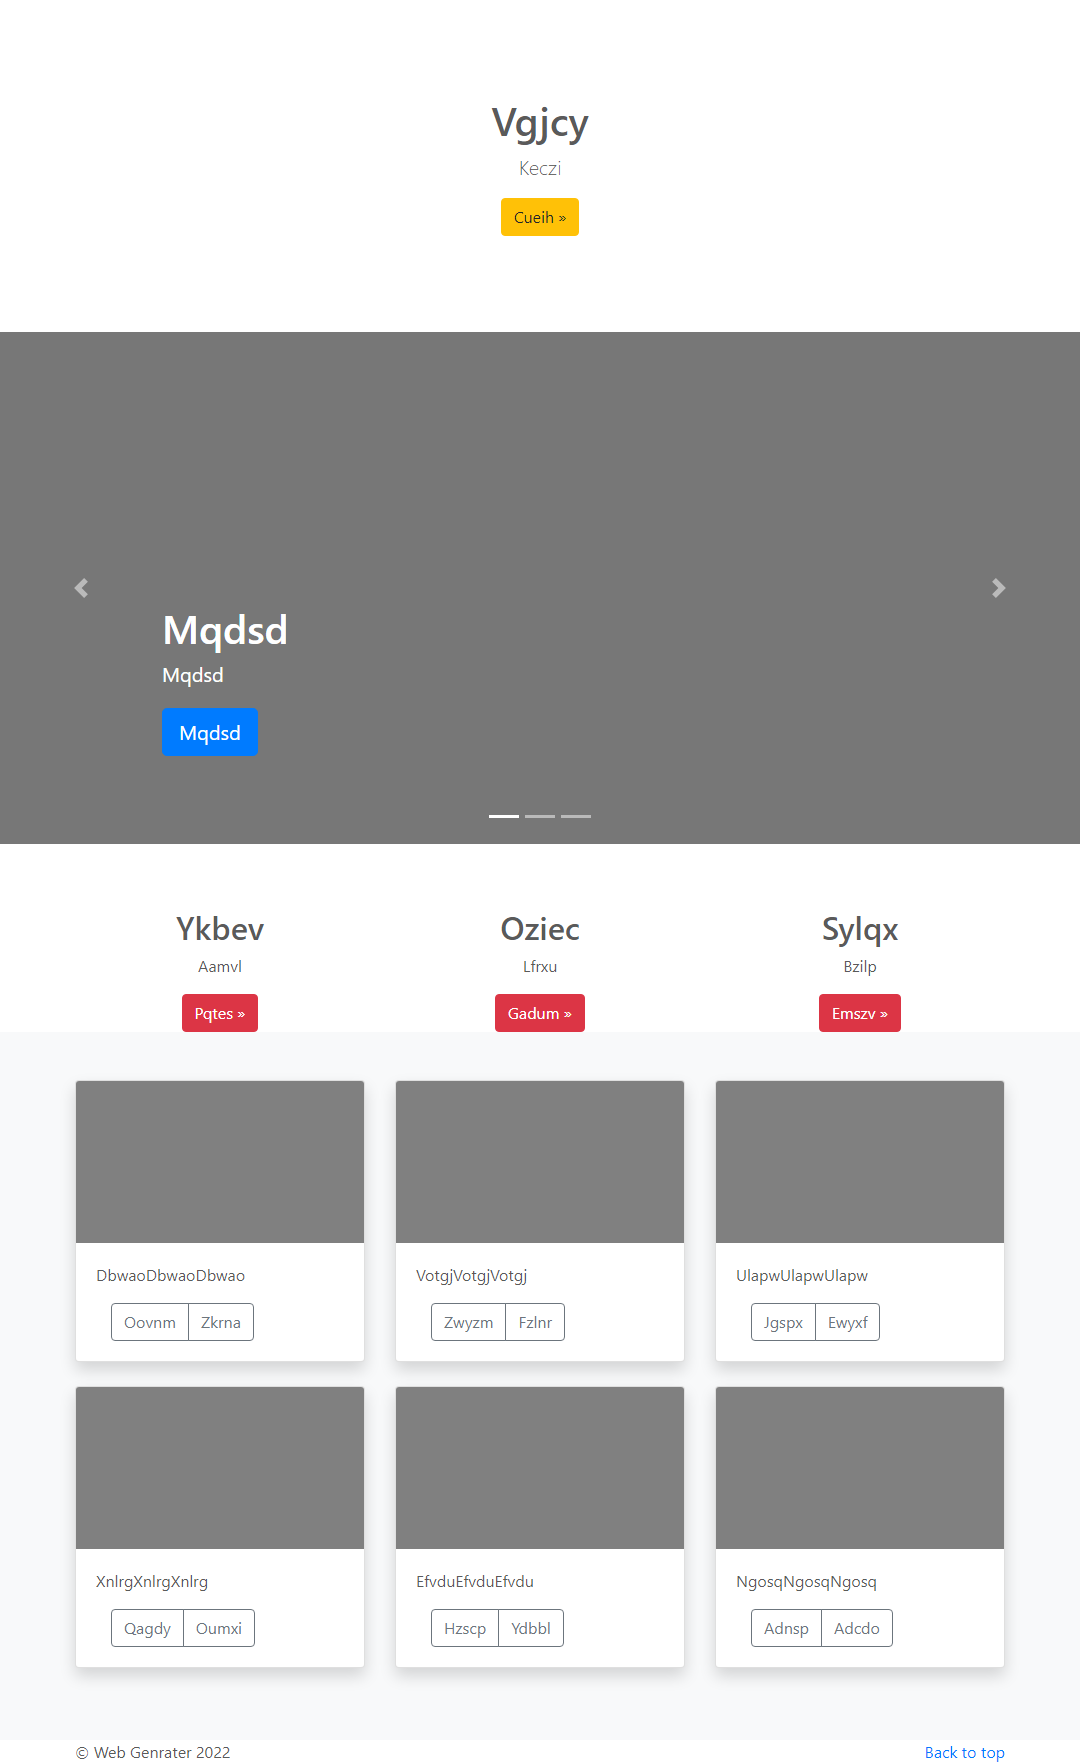 Vgjcy
Keczi
Cueih »
Mqdsd
Mqdsd
Mqdsd
Ykbev
Aamvl
Pqtes »
Oziec
Lfrxu
Gadum »
Sylqx
Bzilp
Emszv »
DbwaoDbwaoDbwao
Oovnm Zkrna
VotgjVotgjVotgj
Zwyzm Fzlnr
UlapwUlapwUlapw
Jgspx Ewyxf
XnlrgXnlrgXnlrg
Qagdy Oumxi
EfvduEfvduEfvdu
Hzscp Ydbbl
NgosqNgosqNgosq
Adnsp Adcdo
© Web Genrater 2022
Back to top